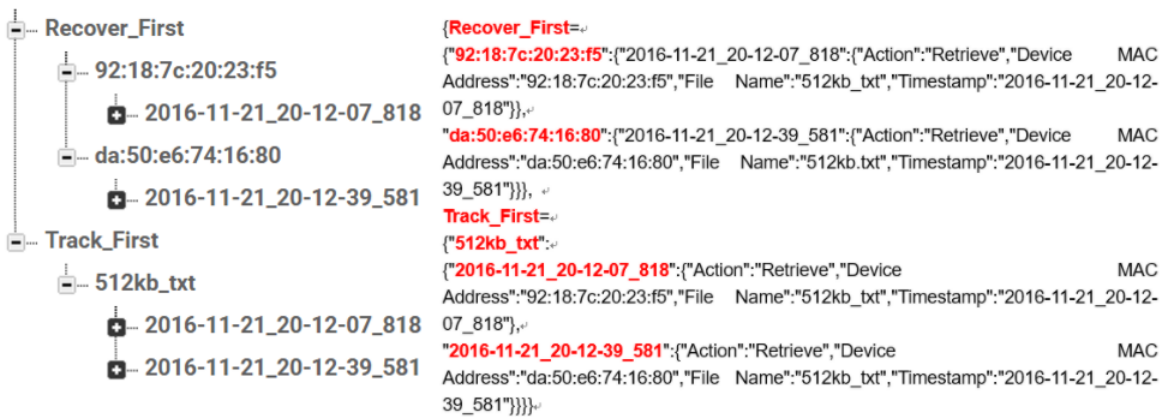 Recover_First
92:18:7c:20:23:f5
2016-11-21_20-12-07_818
da:50:e6:74:16:80
2016-11-21_20-12-39_581
Track_First
512kb_txt
2016-11-21_20-12-07_818
2016-11-21_20-12-39_581
{Recover_First=↵
{"92:18:7c:20:23:f5":{"2016-11-21_20-12-07_818":{"Action":"Retrieve","Device MAC
Address":"92:18:7c:20:23:f5","File Name":"512kb_txt","Timestamp":"2016-11-21_20-12-
07_818"}},↵
"da:50:e6:74:16:80":{"2016-11-21_20-12-39_581":{"Action":"Retrieve","Device MAC
Address":"da:50:e6:74:16:80","File Name":"512kb.txt","Timestamp":"2016-11-21_20-12-
39_581"}}}, ↵
Track_First=↵
{"512kb_txt":↵
{"2016-11-21_20-12-07_818":{"Action":"Retrieve","Device MAC
Address":"92:18:7c:20:23:f5","File Name":"512kb_txt","Timestamp":"2016-11-21_20-12-
07_818"},↵
"2016-11-21_20-12-39_581":{"Action":"Retrieve","Device MAC
Address":"da:50:e6:74:16:80","File Name":"512kb_txt","Timestamp":"2016-11-21_20-12-
39_581"}}}}↵